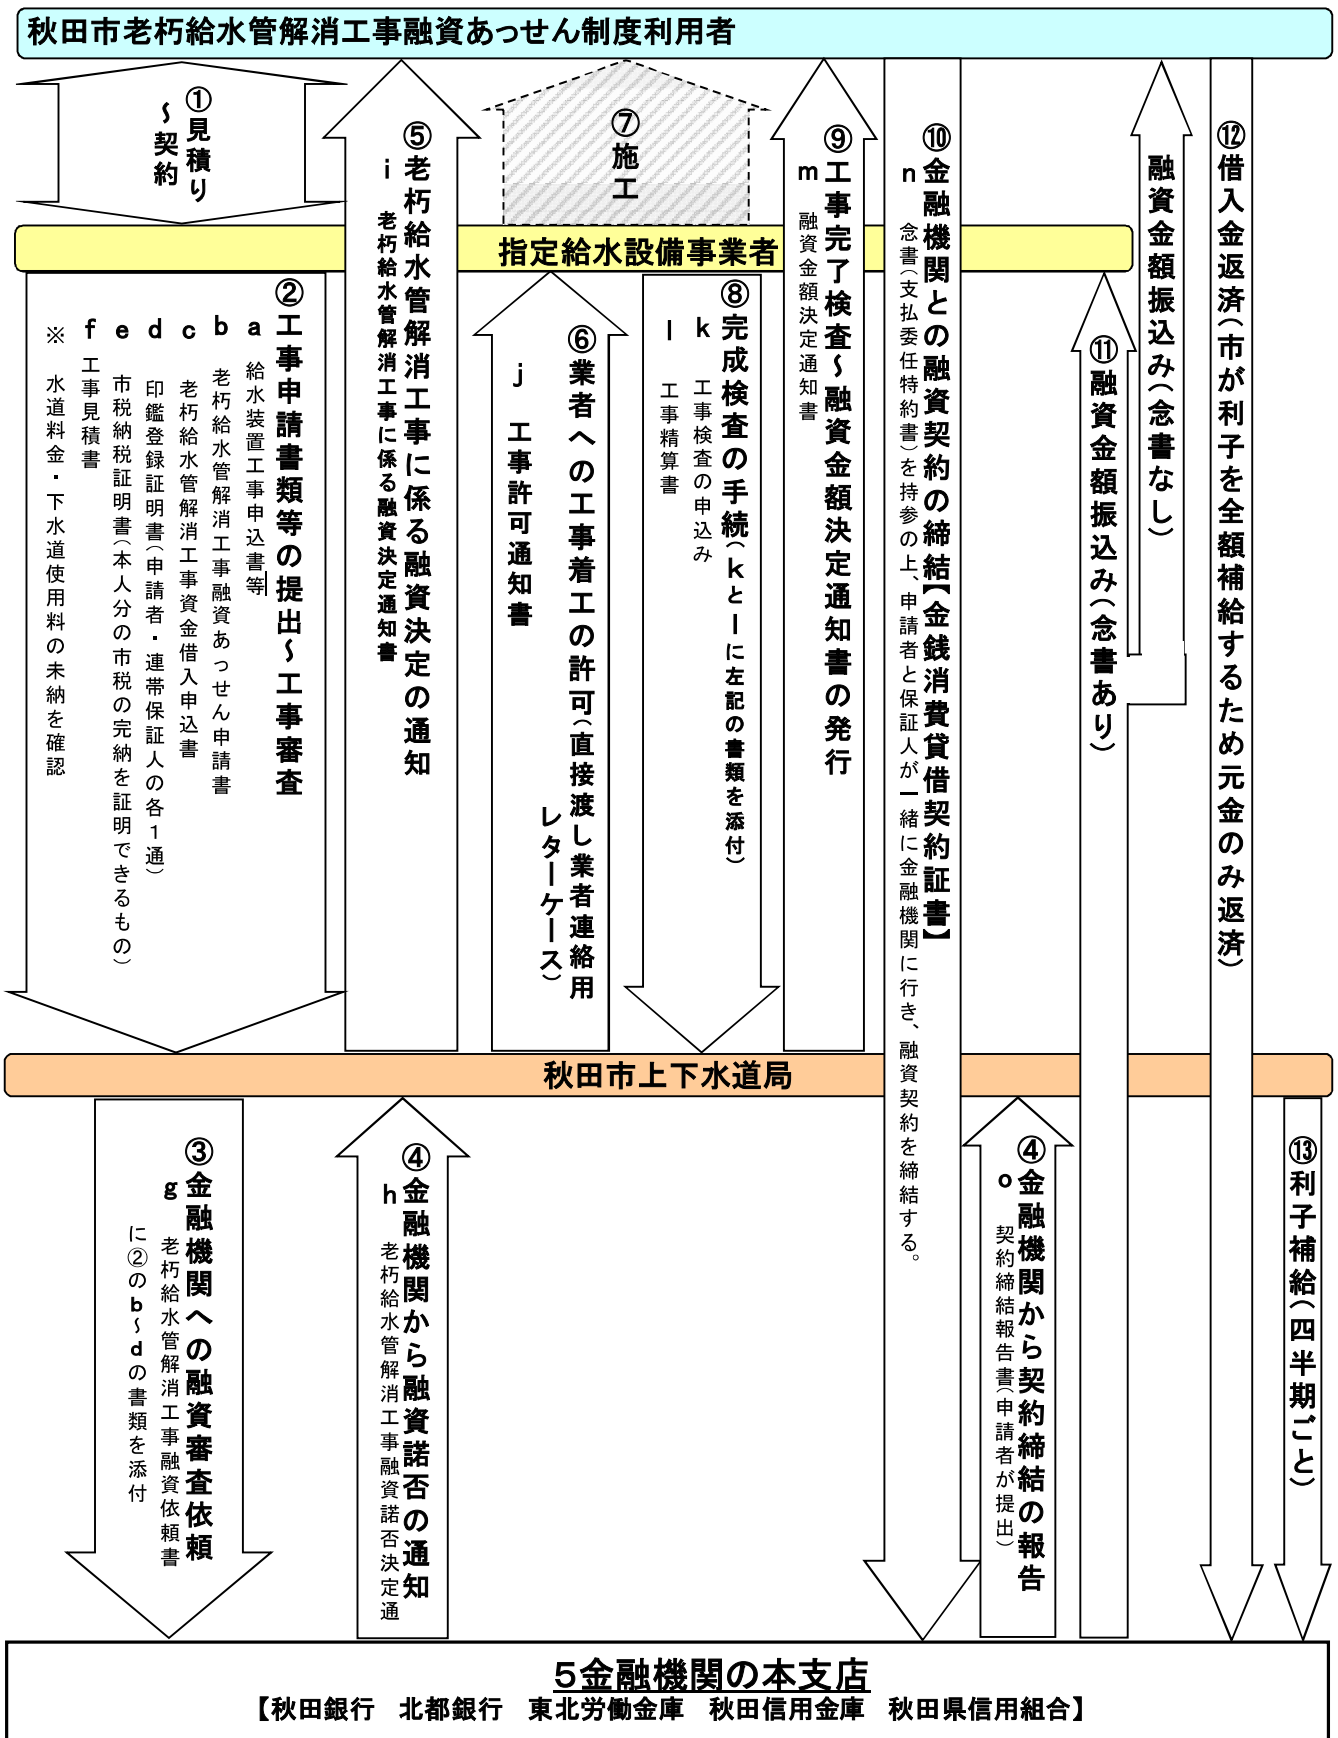 秋田市老朽給水管解消工事融資あっせん制度利用者
①見積り
～契約
⑤老朽給水管解消工事に係る融資決定の通知
i 老朽給水管解消工事に係る融資決定通知書
⑦施工
⑨工事完了検査～融資金額決定通知書の発行
m 融資金額決定通知書
⑩金融機関との融資契約の締結【金銭消費貸借契約証書】
n 念書（支払委任特約書）を持参の上、申請者と保証人が一緒に金融機関に行き、融資契約を締結する。
融資金額振込み（念書なし）
⑫借入金返済（市が利子を全額補給するため元金のみ返済）
指定給水設備事業者
②工事申請書類等の提出～工事審査
a 給水装置工事申込書等
b 老朽給水管解消工事融資あっせん申請書
c 老朽給水管解消工事資金借入申込書
d 印鑑登録証明書（申請者・連帯保証人の各１通）
e 市税納税証明書（本人分の市税の完納を証明できるもの）
f 工事見積書
※ 水道料金・下水道使用料の未納を確認
⑥業者への工事着工の許可（直接渡し業者連絡用
レターケース）
j 工事許可通知書
⑧完成検査の手続（kとlに左記の書類を添付）
k 工事検査の申込み
l 工事精算書
⑪融資金額振込み（念書あり）
秋田市上下水道局
③金融機関への融資審査依頼
g 老朽給水管解消工事融資依頼書
に②のb～dの書類を添付
④金融機関から融資諾否の通知
h 老朽給水管解消工事融資諾否決定通
④金融機関から契約締結の報告
o 契約締結報告書（申請者が提出）
⑬利子補給（四半期ごと）
５金融機関の本支店
【秋田銀行　北都銀行　東北労働金庫　秋田信用金庫　秋田県信用組合】